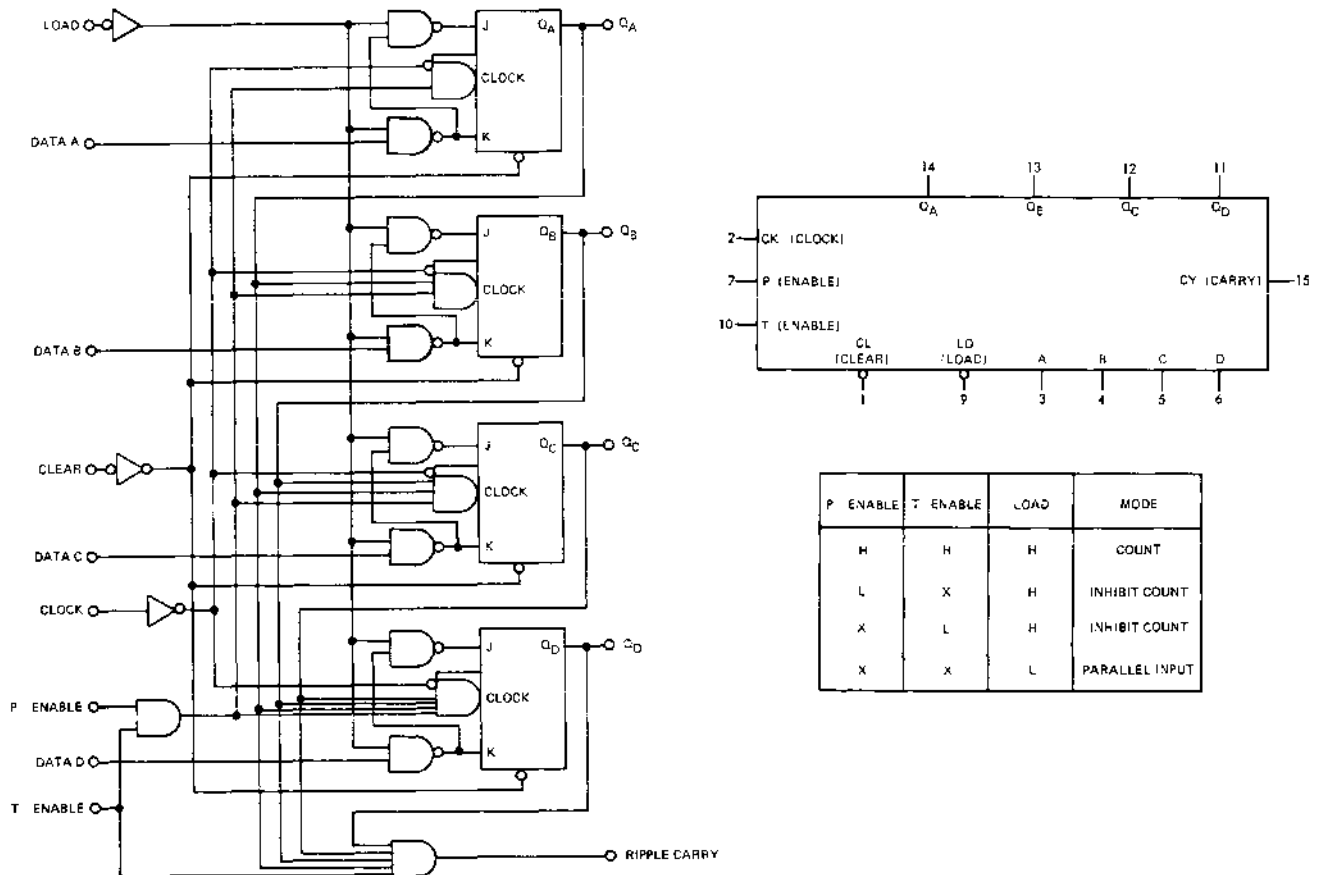 LOAD
J
QA
QA
CLOCK
DATA A
K
J
QB
QB
CLOCK
DATA B
K
J
QC
QC
CLEAR
CLOCK
DATA C
K
CLOCK
J
QD
QD
P ENABLE
CLOCK
DATA D
K
T ENABLE
RIPPLE CARRY
14 13 12 11
QA QB QC QD
2 CK (CLOCK)
7 P (ENABLE)
CY (CARRY) 15
10 T (ENABLE)
CL LD
(CLEAR) (LOAD) A B C D
1 9 3 4 5 6
P ENABLE T ENABLE LOAD MODE
H H H COUNT
L X H INHIBIT COUNT
X L H INHIBIT COUNT
X X L PARALLEL INPUT